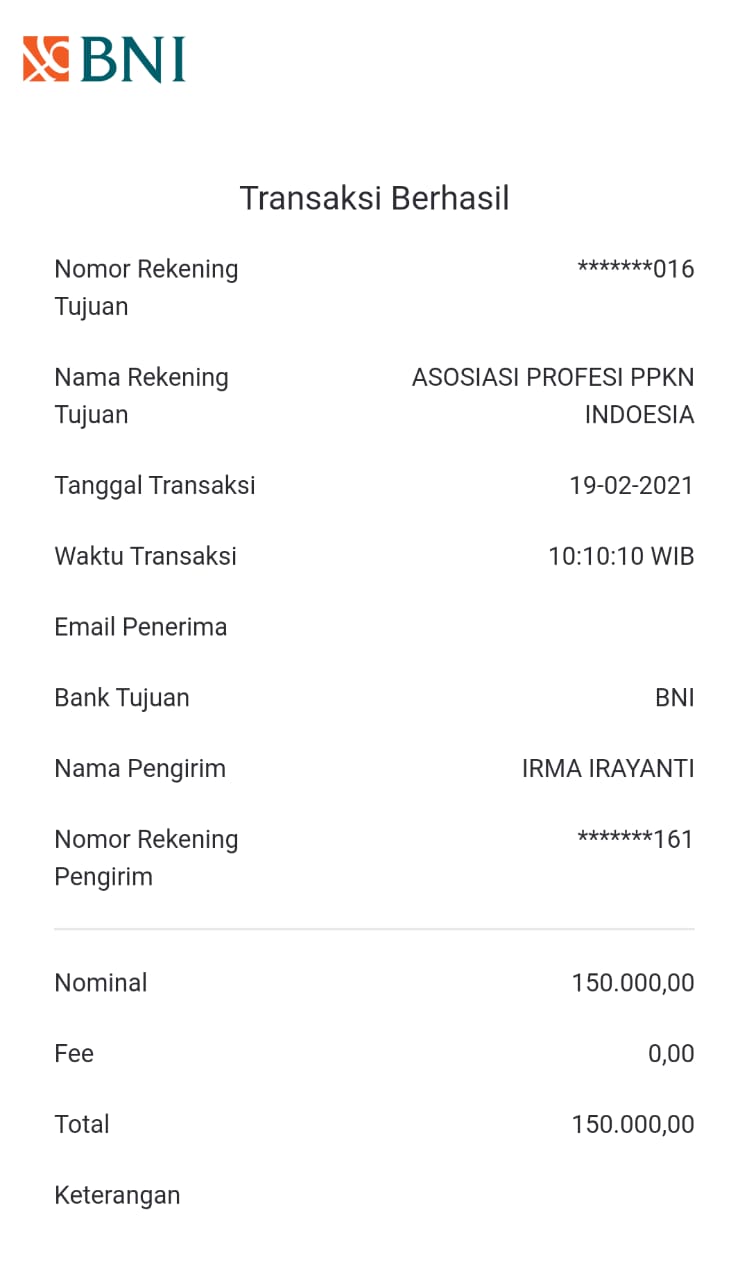 BNI
Transaksi Berhasil
Nomor Rekening Tujuan *******016
Nama Rekening Tujuan ASOSIASI PROFESI PPKN INDOESIA
Tanggal Transaksi 19-02-2021
Waktu Transaksi 10:10:10 WIB
Email Penerima
Bank Tujuan BNI
Nama Pengirim IRMA IRAYANTI
Nomor Rekening Pengirim *******161
Nominal 150.000,00
Fee 0,00
Total 150.000,00
Keterangan